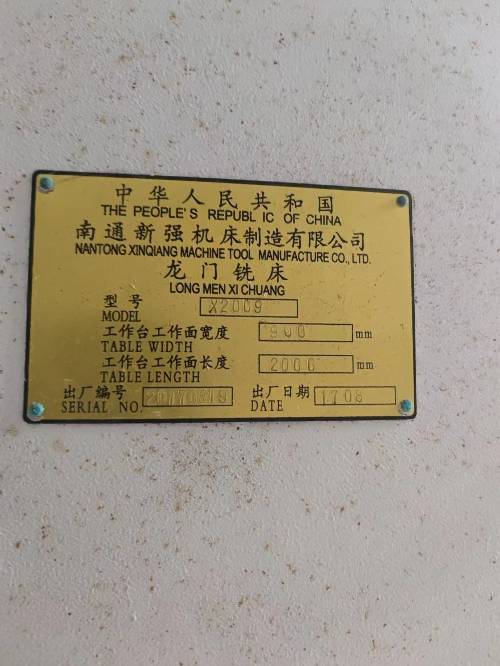 中华人民共和国
THE PEOPLE'S REPUBL IC OF CHINA
南通新强机床制造有限公司
NANTONG XINQIANG MACHINE TOOL MANUFACTURE CO., LTD.
龙门铣床
LONG MEN XI CHUANG
型号 X2009
MODEL
工作台工作面宽度 900 mm
TABLE WIDTH
工作台工作面长度 2000 mm
TABLE LENGTH
出厂编号 出厂日期 1708
SERIAL NO. DATE